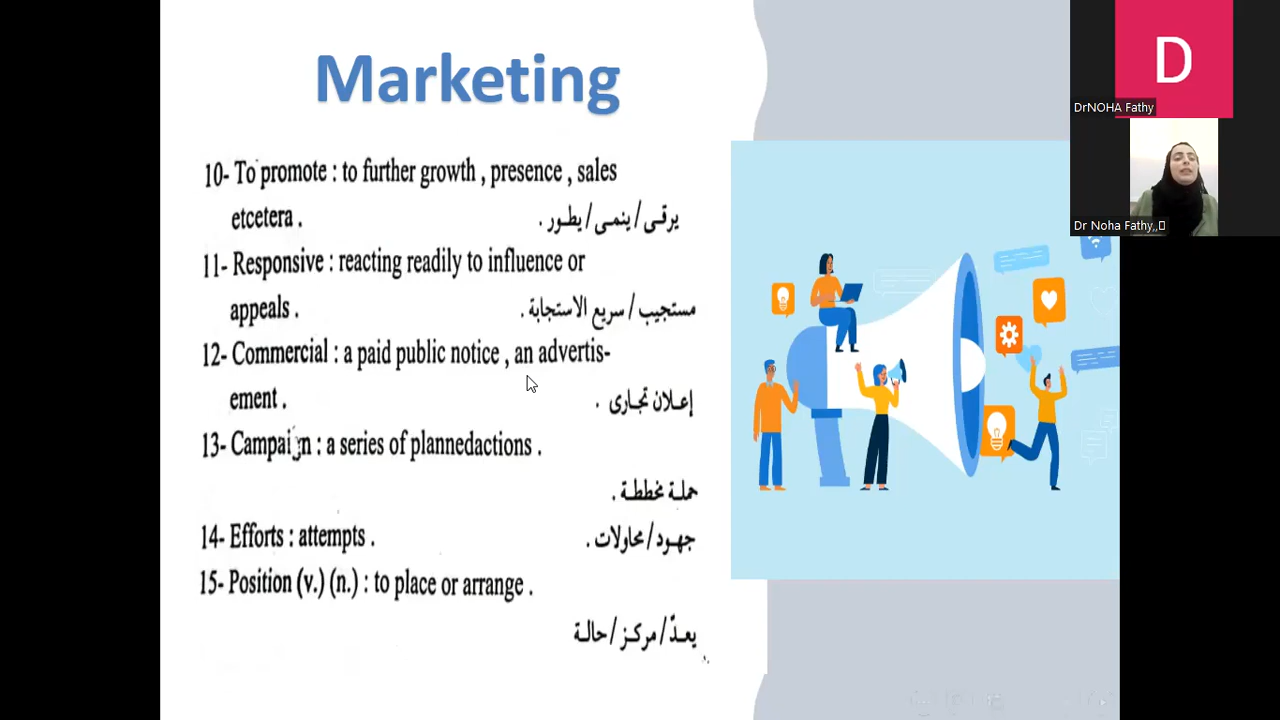 Marketing
10- To promote : to further growth , presence , sales
etcetera . يرقى / ينمى / يطور .
11- Responsive : reacting readily to influence or
appeals . مستجيب / سريع الاستجابة .
12- Commercial : a paid public notice , an advertis-
ement . إعلان تجارى .
13- Campaign : a series of plannedactions .
حملة مخططة .
14- Efforts : attempts . جهود / محاولات .
15- Position (v.) (n.) : to place or arrange .
يعدّ / مركز / حالة
D
DrNOHA Fathy
Dr Noha Fathy,,